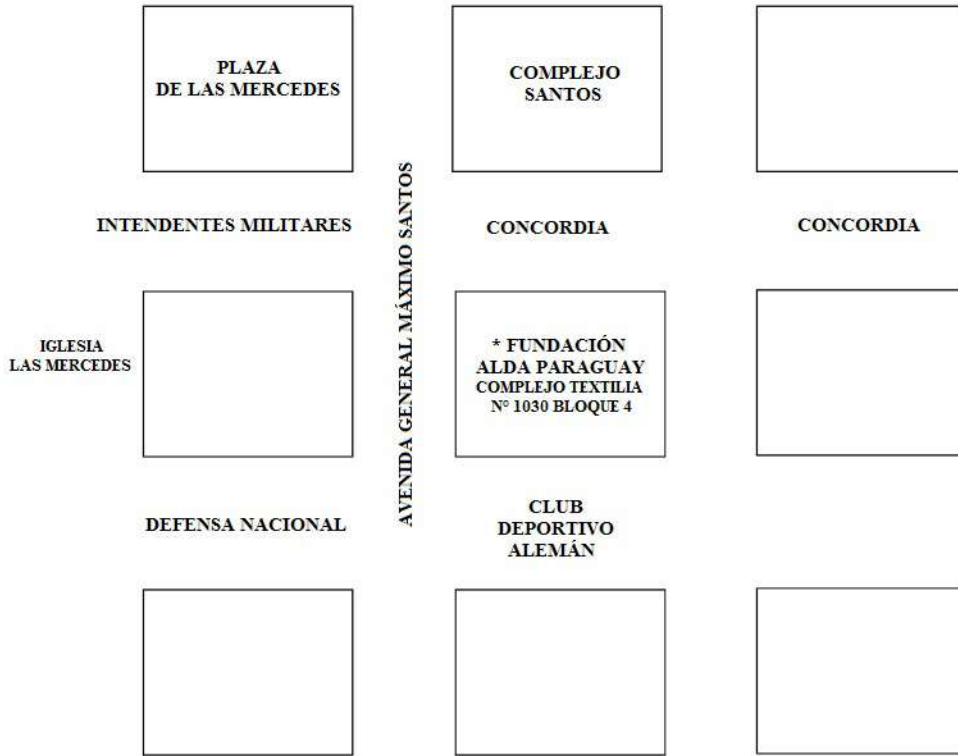 PLAZA
DE LAS MERCEDES
COMPLEJO
SANTOS
AVENIDA GENERAL MÁXIMO SANTOS
INTENDENTES MILITARES
CONCORDIA
CONCORDIA
IGLESIA
LAS MERCEDES
* FUNDACIÓN
ALDA PARAGUAY
COMPLEJO TEXTILIA
Nº 1030 BLOQUE 4
DEFENSA NACIONAL
CLUB
DEPORTIVO
ALEMÁN